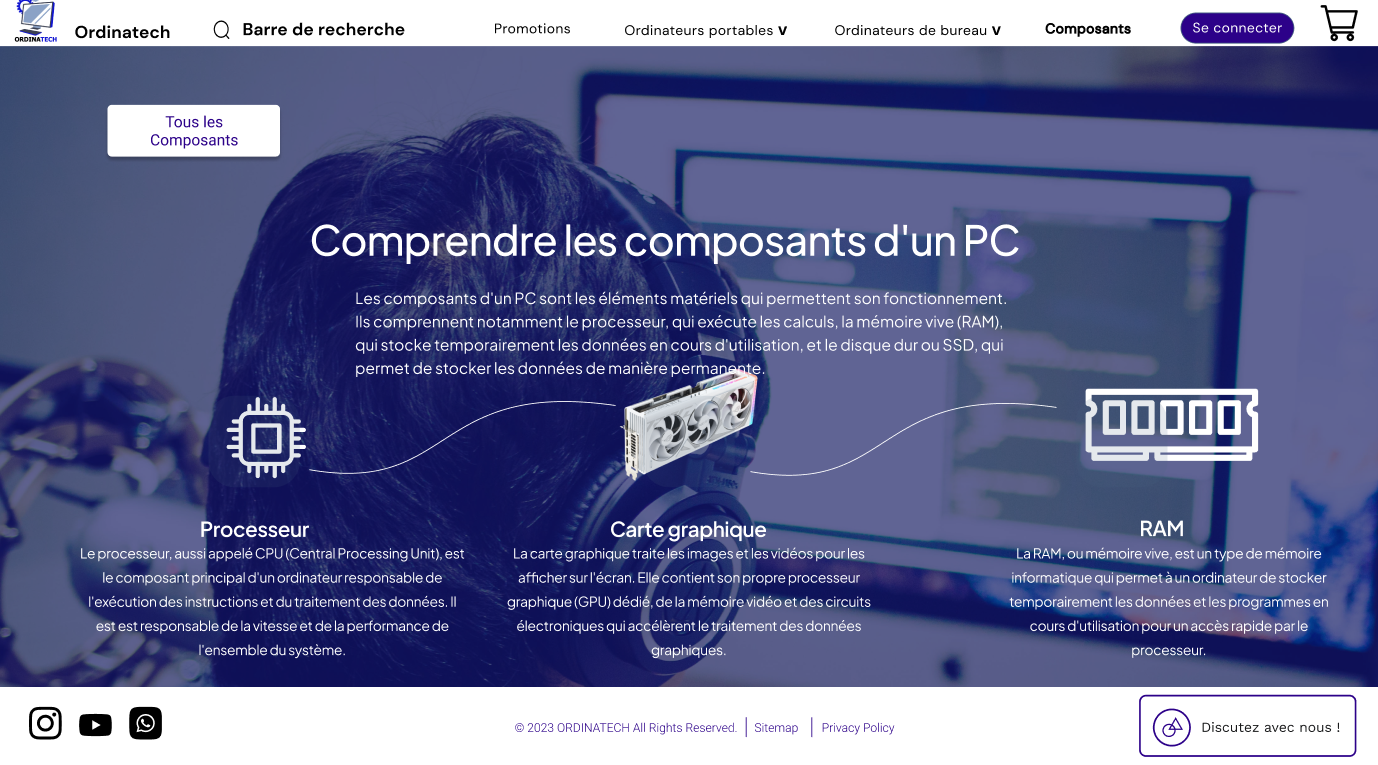 ORDINATECH
Ordinatech
Barre de recherche
Promotions
Ordinateurs portables v
Ordinateurs de bureau v
Composants
Se connecter
Tous les
Composants
Comprendre les composants d'un PC
Les composants d'un PC sont les éléments matériels qui permettent son fonctionnement.
Ils comprennent notamment le processeur, qui exécute les calculs, la mémoire vive (RAM),
qui stocke temporairement les données en cours d'utilisation, et le disque dur ou SSD, qui
permet de stocker les données de manière permanente.
Processeur
Le processeur, aussi appelé CPU (Central Processing Unit), est
le composant principal d'un ordinateur responsable de
l'exécution des instructions et du traitement des données. Il
est est responsable de la vitesse et de la performance de
l'ensemble du système.
Carte graphique
La carte graphique traite les images et les vidéos pour les
afficher sur l'écran. Elle contient son propre processeur
graphique (GPU) dédié, de la mémoire vidéo et des circuits
électroniques qui accélèrent le traitement des données
graphiques.
RAM
La RAM, ou mémoire vive, est un type de mémoire
informatique qui permet à un ordinateur de stocker
temporairement les données et les programmes en
cours d'utilisation pour un accès rapide par le
processeur.
© 2023 ORDINATECH All Rights Reserved.
Sitemap
Privacy Policy
Discutez avec nous !